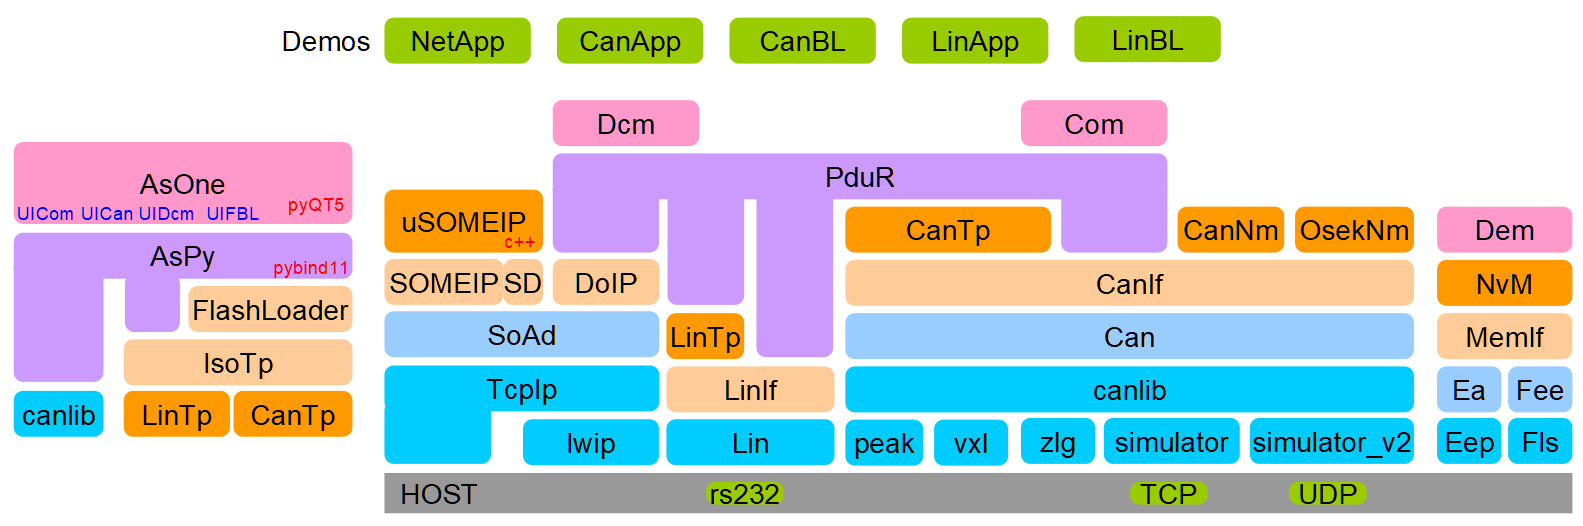 Demos NetApp CanApp CanBL LinApp LinBL
Dcm Com
PduR
AsOne
UICom UICan UIDcm UIFBL pyQT5
AsPy
pybind11
FlashLoader
IsoTp
canlib LinTp CanTp
uSOMEIP
c++
CanTp CanNm OsekNm Dem
SOMEIP SD DoIP CanIf NvM
SoAd LinTp Can MemIf
TcpIp LinIf canlib Ea Fee
lwip Lin peak vxl zlg simulator simulator_v2 Eep Fls
HOST rs232 TCP UDP